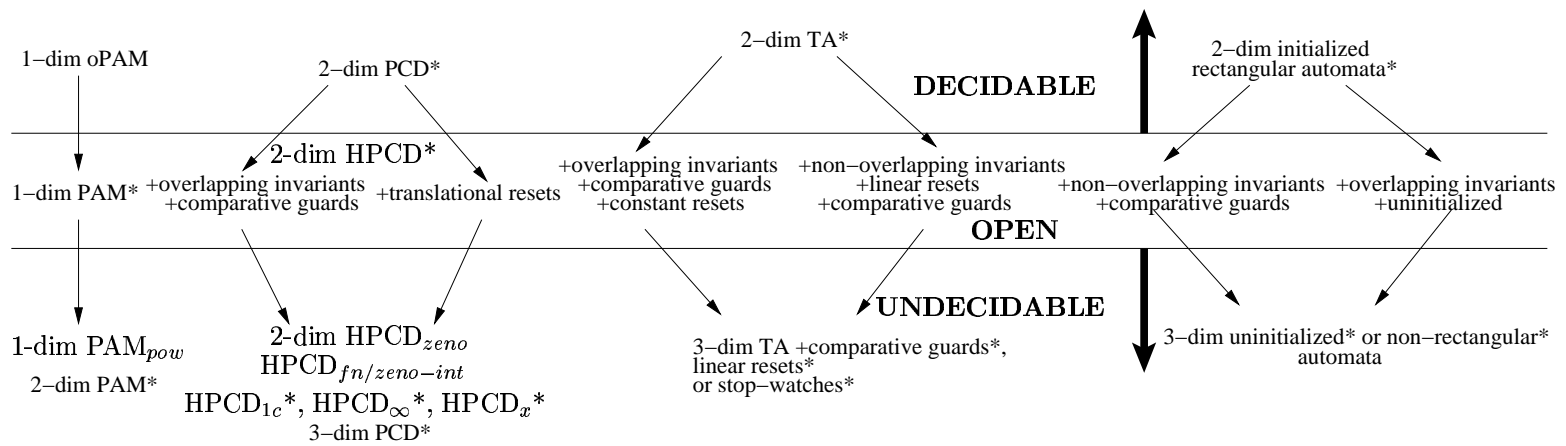 1−dim oPAM
2−dim PCD*
2−dim TA*
2−dim initialized
rectangular automata*
DECIDABLE
1−dim PAM*
2-dim HPCD*
+overlapping invariants
+comparative guards
+translational resets
+overlapping invariants
+comparative guards
+constant resets
+non−overlapping invariants
+linear resets
+comparative guards
+non−overlapping invariants
+comparative guards
+overlapping invariants
+uninitialized
OPEN
UNDECIDABLE
1-dim PAM_pow
2−dim PAM*
2-dim HPCD_zeno
HPCD_fn/zeno−int
HPCD_1c*, HPCD_∞*, HPCD_x*
3−dim PCD*
3−dim TA +comparative guards*,
linear resets*
or stop−watches*
3−dim uninitialized* or non−rectangular*
automata